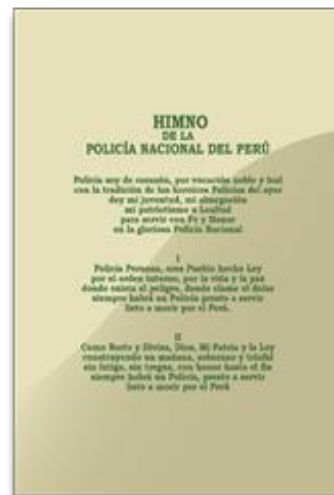 HIMNO
DE LA
POLICÍA NACIONAL DEL PERÚ
Policía soy de corazón, por vocación noble y leal
con la tradición de los heroicos Policías del ayer
doy mi juventud, mi abnegación
mi patriotismo y Lealtad
para servir con Fe y Honor
en la gloriosa Policía Nacional
I
Policía Peruano, eres Pueblo hecho Ley
por el orden interno, por la vida y la paz
donde exista el peligro, donde clame el dolor
siempre habrá un Policía presto a servir
listo a morir por el Perú.
II
Como Norte y Divisa, Dios, Mi Patria y la Ley
construyendo un mañana, soberano y triunfal
sin fatiga, sin tregua, con honor hasta el fin
siempre habrá un Policía, presto a servir
listo a morir por el Perú